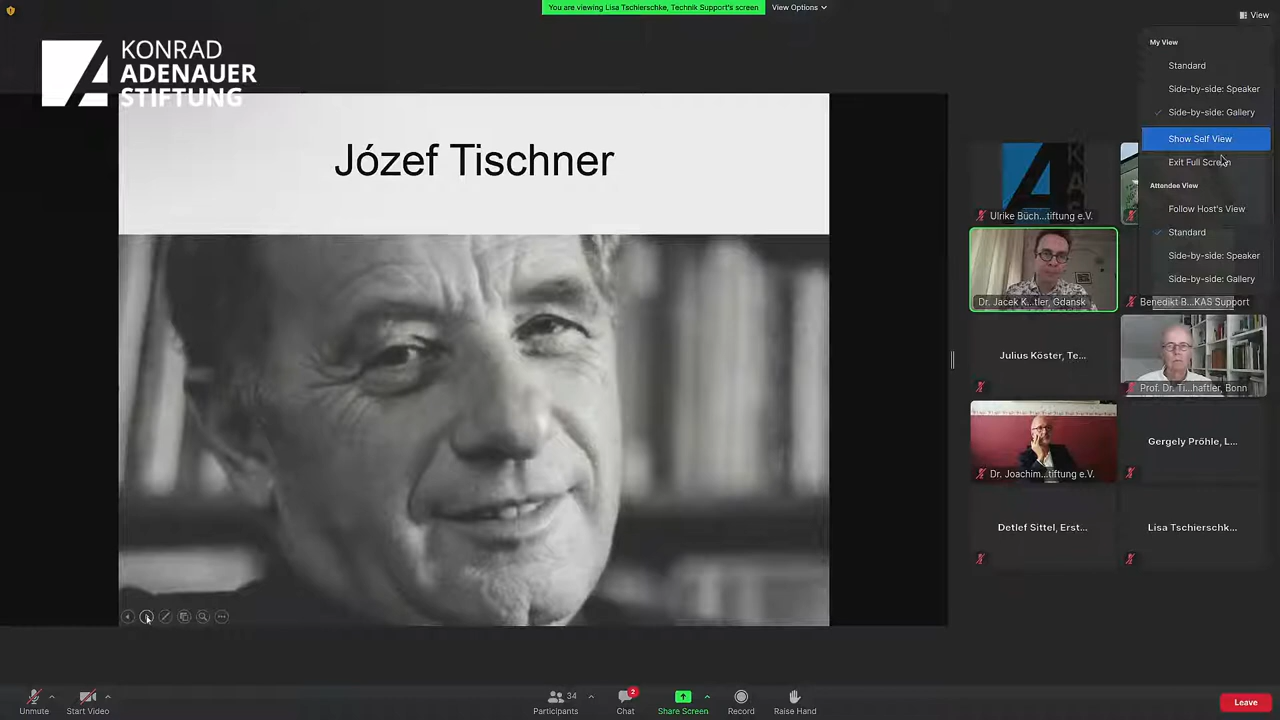 You are viewing Lisa Tschierschke, Technik Support's screen
View Options
View
KONRAD
ADENAUER
STIFTUNG
Józef Tischner
My View
Standard
Side-by-side: Speaker
Side-by-side: Gallery
Show Self View
Exit Full Screen
Attendee View
Follow Host's View
Standard
Side-by-side: Speaker
Side-by-side: Gallery
Ulrike Büch...tiftung e.V.
Dr. Jacek K...tler, Gdansk
Benedikt B...KAS Support
Julius Köster, Te...
Prof. Dr. Ti...haftler, Bonn
Dr. Joachim...tiftung e.V.
Gergely Pröhle, L...
Detlef Sittel, Erst...
Lisa Tschierschk...
Unmute
Start Video
34
Participants
2
Chat
Share Screen
Record
Raise Hand
Leave